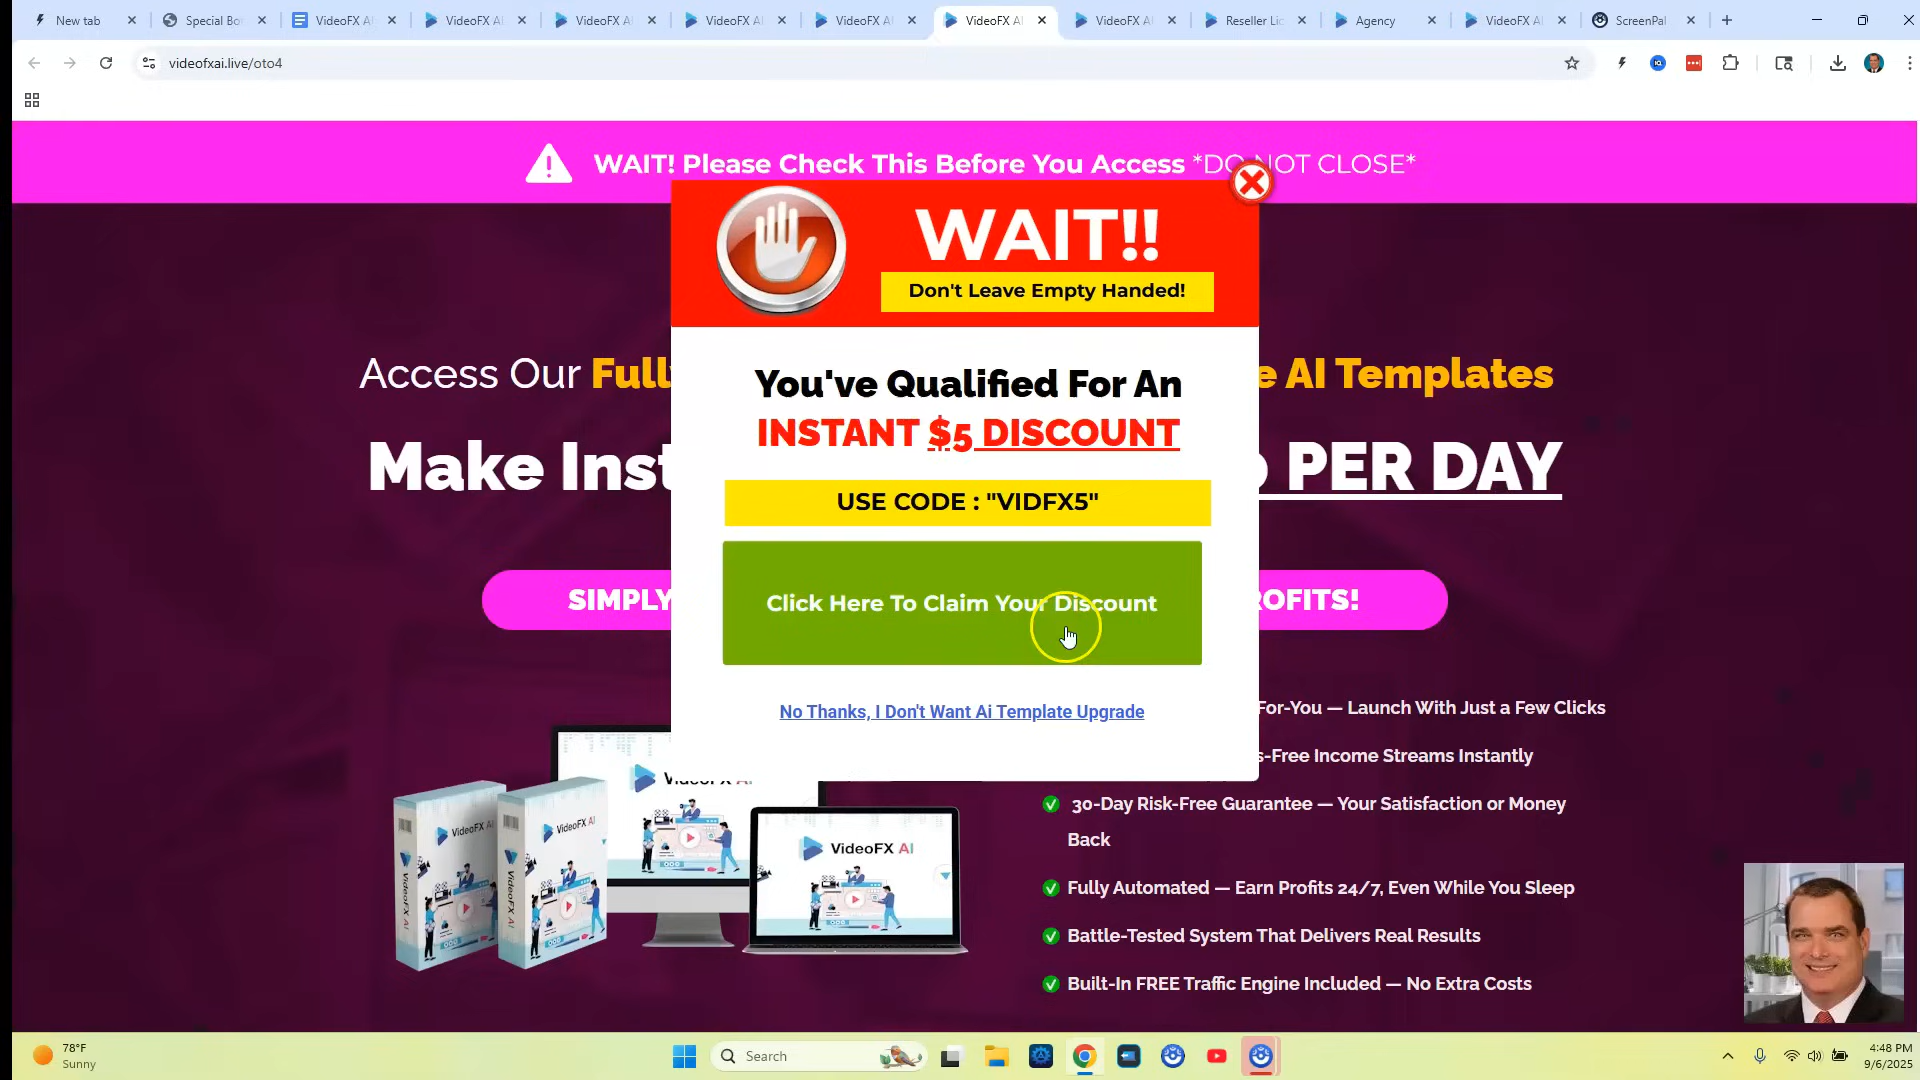 New tab
Special Bo
VideoFX A
VideoFX A
VideoFX A
VideoFX A
VideoFX A
VideoFX A
VideoFX A
Reseller Lic
Agency
VideoFX A
ScreenPal
videofxai.live/oto4
WAIT! Please Check This Before You Access *DO NOT CLOSE*
WAIT!!
Don't Leave Empty Handed!
Access Our Full
e AI Templates
You've Qualified For An
INSTANT $5 DISCOUNT
Make Inst
PER DAY
USE CODE : "VIDFX5"
SIMPLY
Click Here To Claim Your Discount
ROFITS!
No Thanks, I Don't Want Ai Template Upgrade
For-You — Launch With Just a Few Clicks
s-Free Income Streams Instantly
30-Day Risk-Free Guarantee — Your Satisfaction or Money
Back
Fully Automated — Earn Profits 24/7, Even While You Sleep
Battle-Tested System That Delivers Real Results
Built-In FREE Traffic Engine Included — No Extra Costs
VideoFX AI
VideoFX AI
VideoFX AI
VideoFX AI
VideoFX AI
VideoFX AI
78°F
Sunny
Search
4:48 PM
9/6/2025